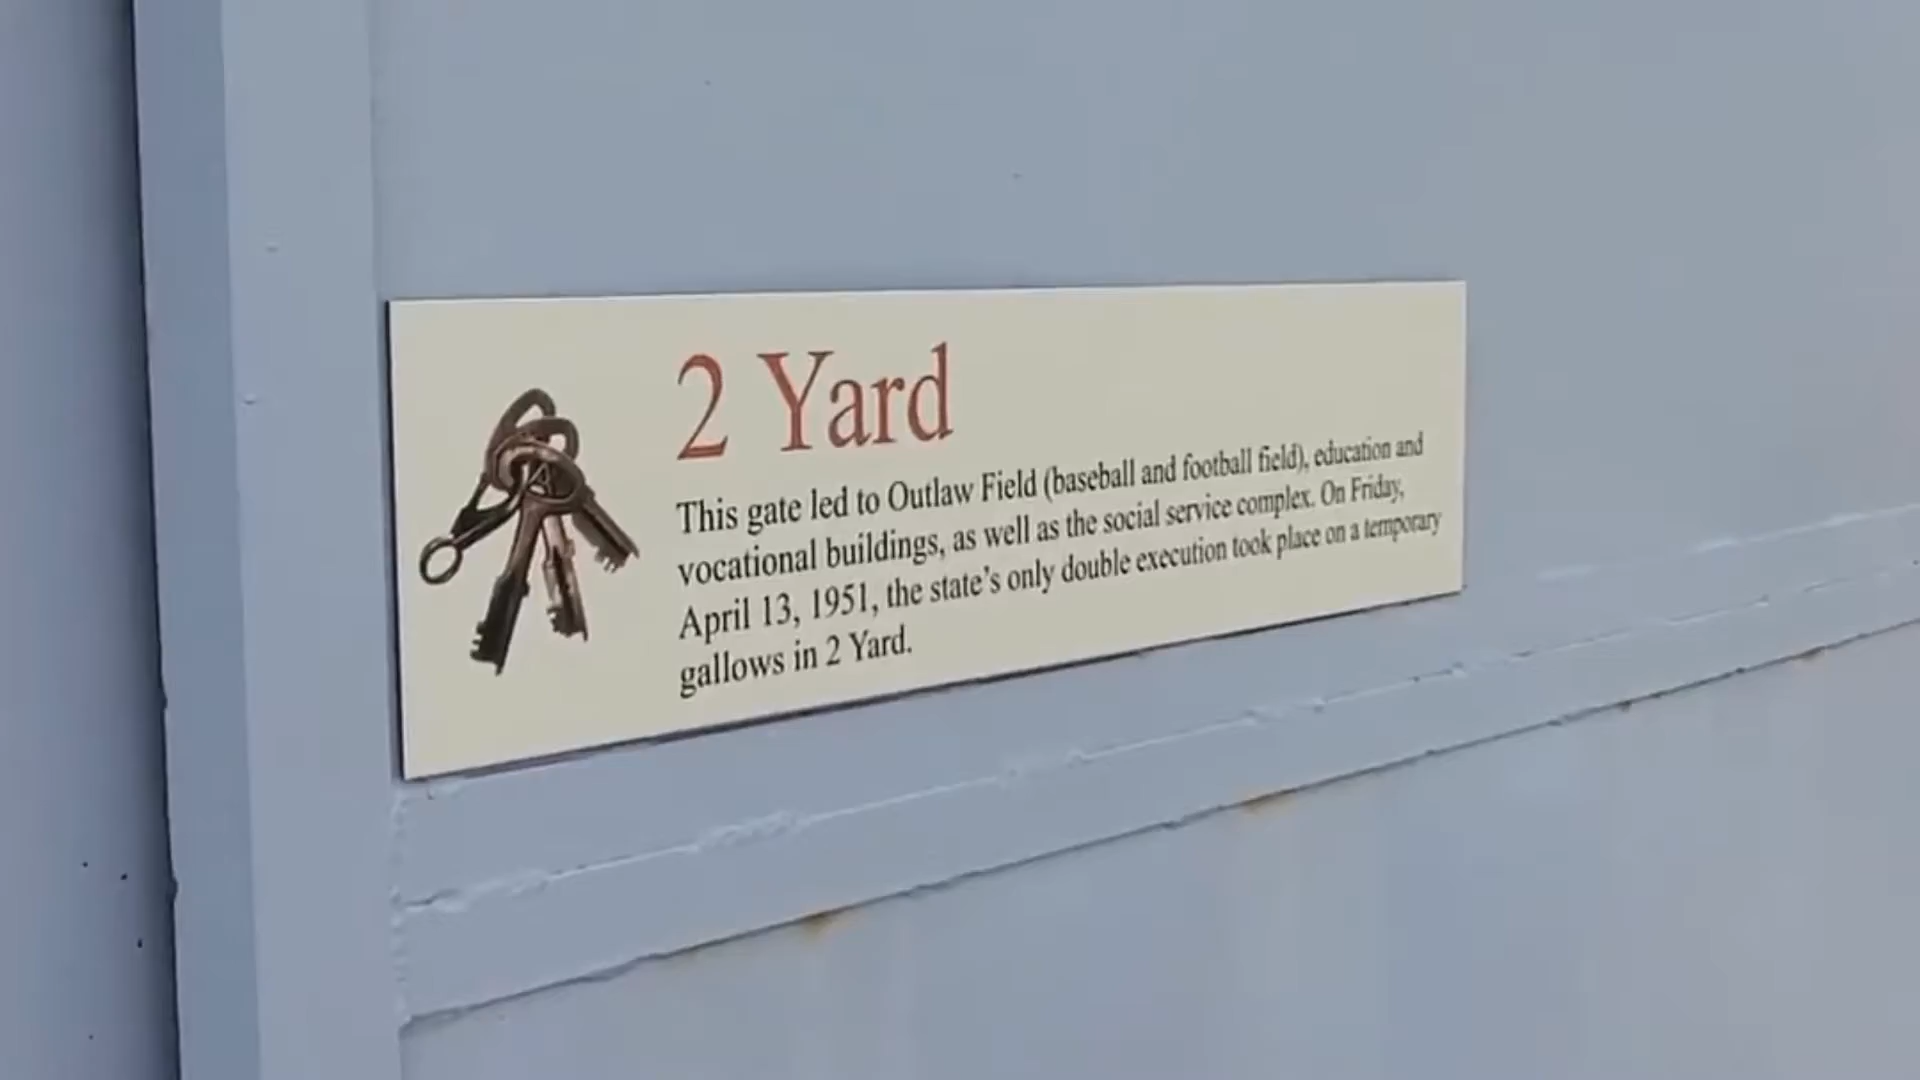 2 Yard
This gate led to Outlaw Field (baseball and football field), education and
vocational buildings, as well as the social service complex. On Friday,
April 13, 1951, the state's only double execution took place on a temporary
gallows in 2 Yard.